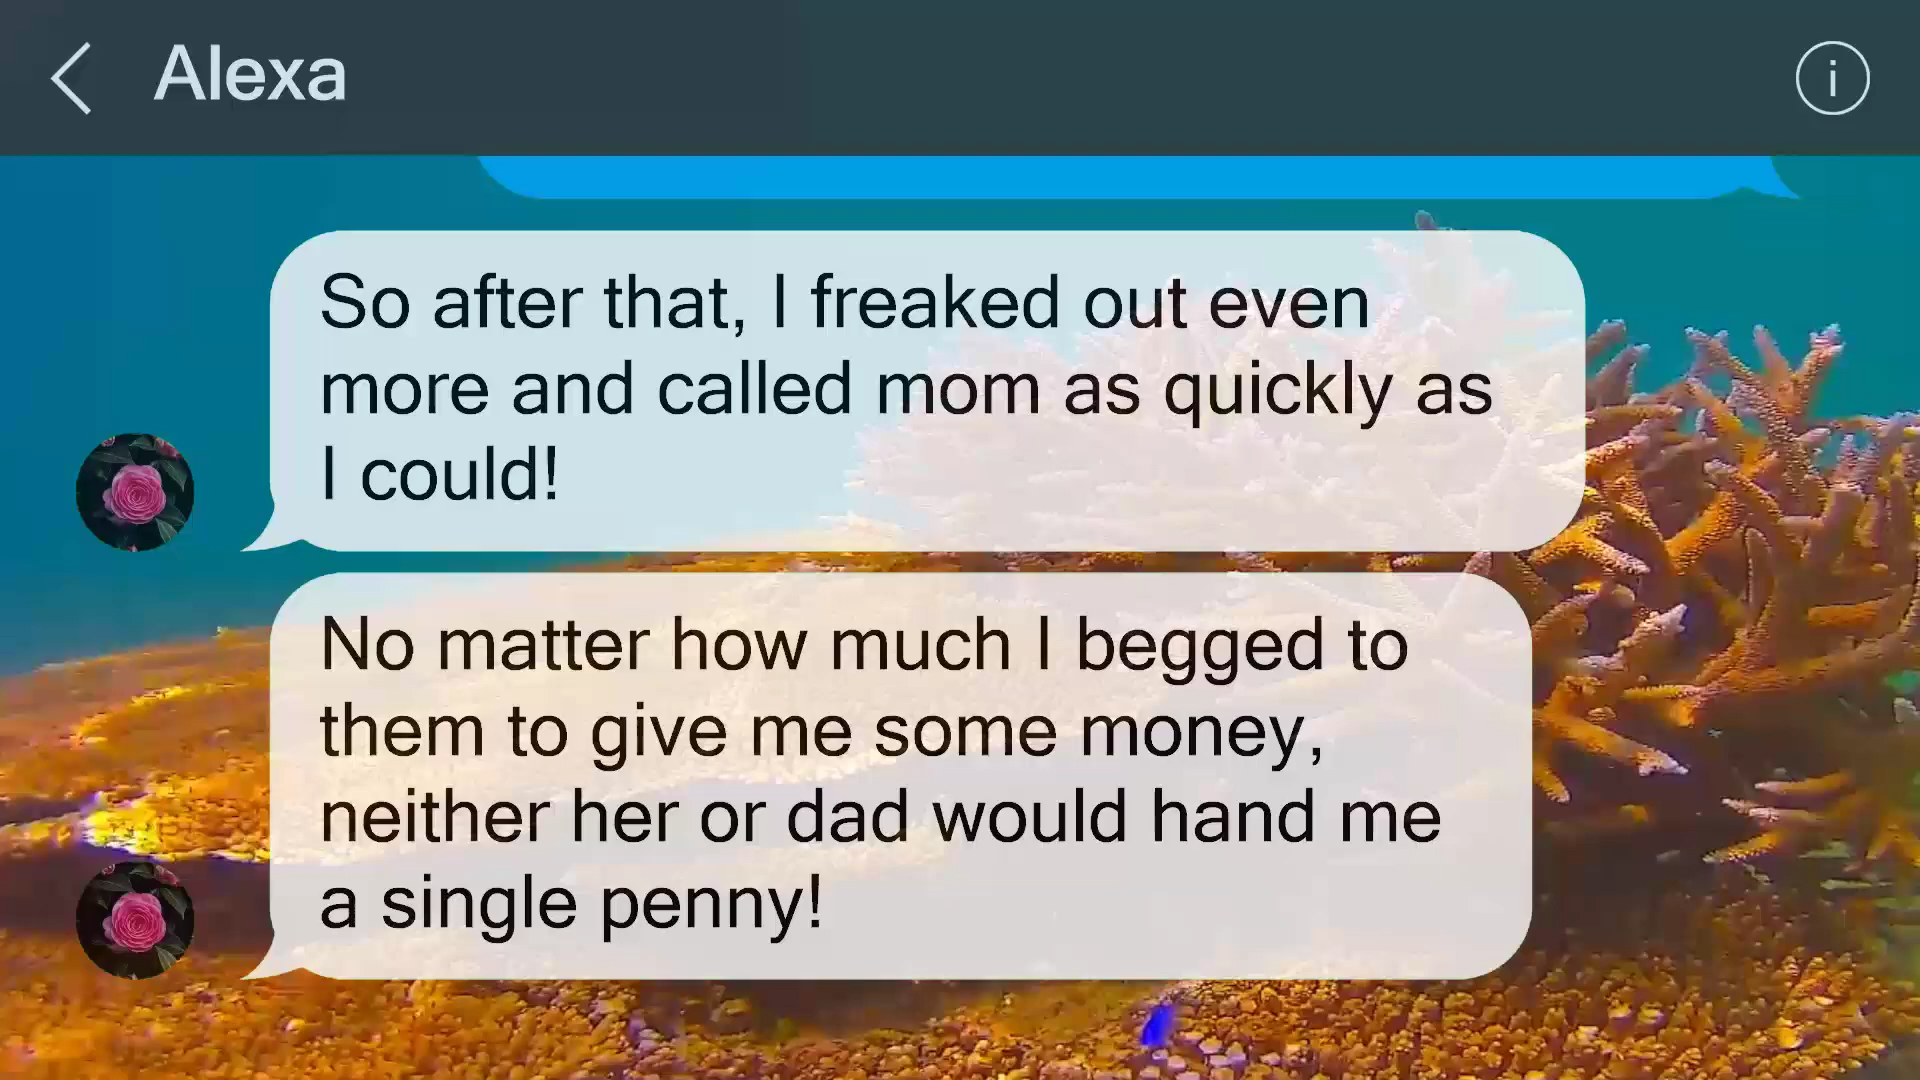 Alexa
So after that, I freaked out even
more and called mom as quickly as
I could!
No matter how much I begged to
them to give me some money,
neither her or dad would hand me
a single penny!